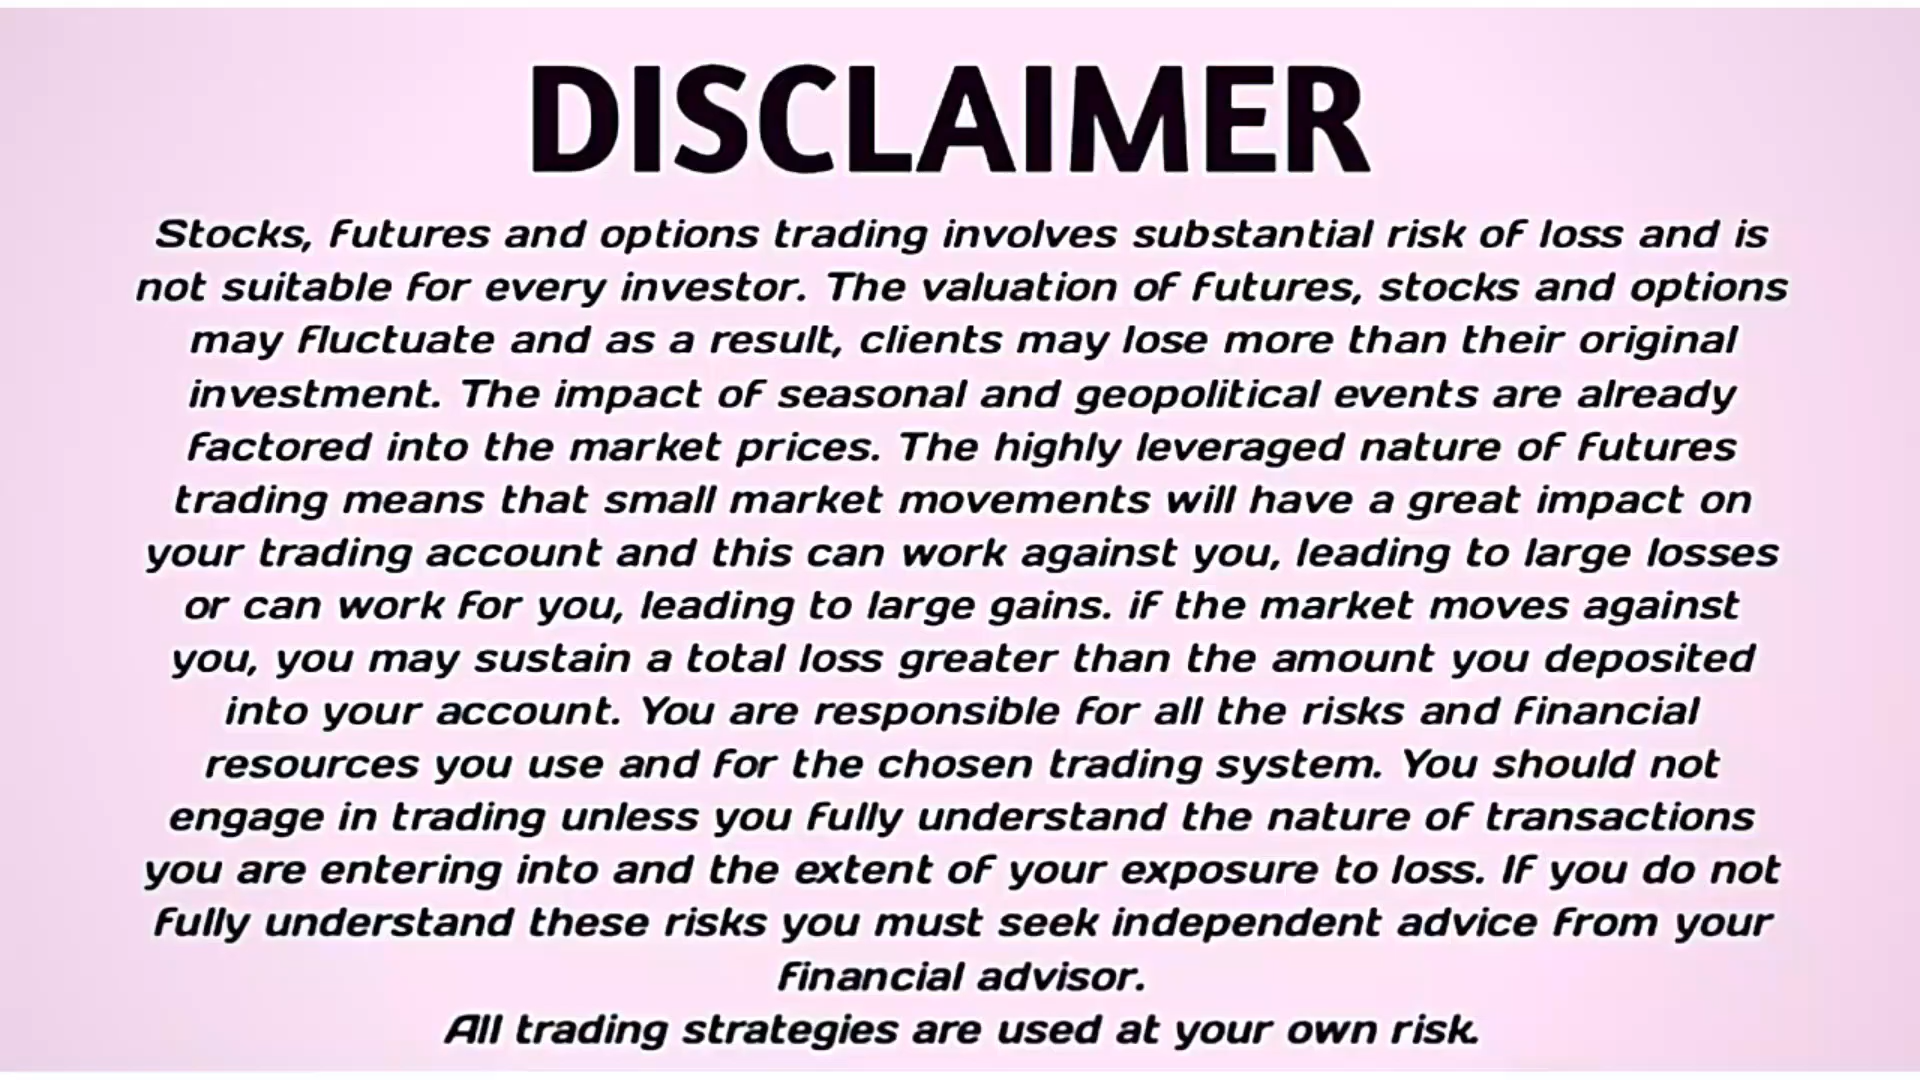 DISCLAIMER
Stocks, futures and options trading involves substantial risk of loss and is
not suitable for every investor. The valuation of futures, stocks and options
may fluctuate and as a result, clients may lose more than their original
investment. The impact of seasonal and geopolitical events are already
factored into the market prices. The highly leveraged nature of futures
trading means that small market movements will have a great impact on
your trading account and this can work against you, leading to large losses
or can work for you, leading to large gains. if the market moves against
you, you may sustain a total loss greater than the amount you deposited
into your account. You are responsible for all the risks and financial
resources you use and for the chosen trading system. You should not
engage in trading unless you fully understand the nature of transactions
you are entering into and the extent of your exposure to loss. If you do not
fully understand these risks you must seek independent advice from your
financial advisor.
All trading strategies are used at your own risk.